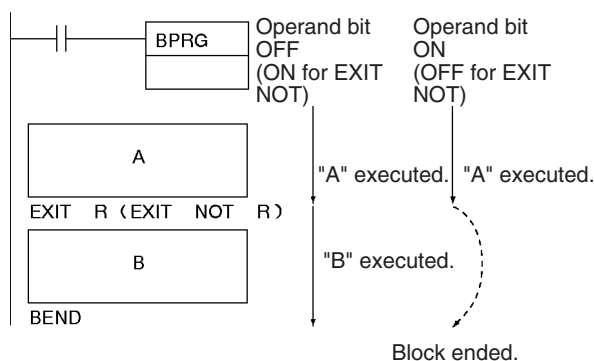 BPRG
Operand bit
OFF
(ON for EXIT
NOT)
Operand bit
ON
(OFF for EXIT
NOT)
A
"A" executed.
"A" executed.
EXIT R (EXIT NOT R)
B
"B" executed.
BEND
Block ended.